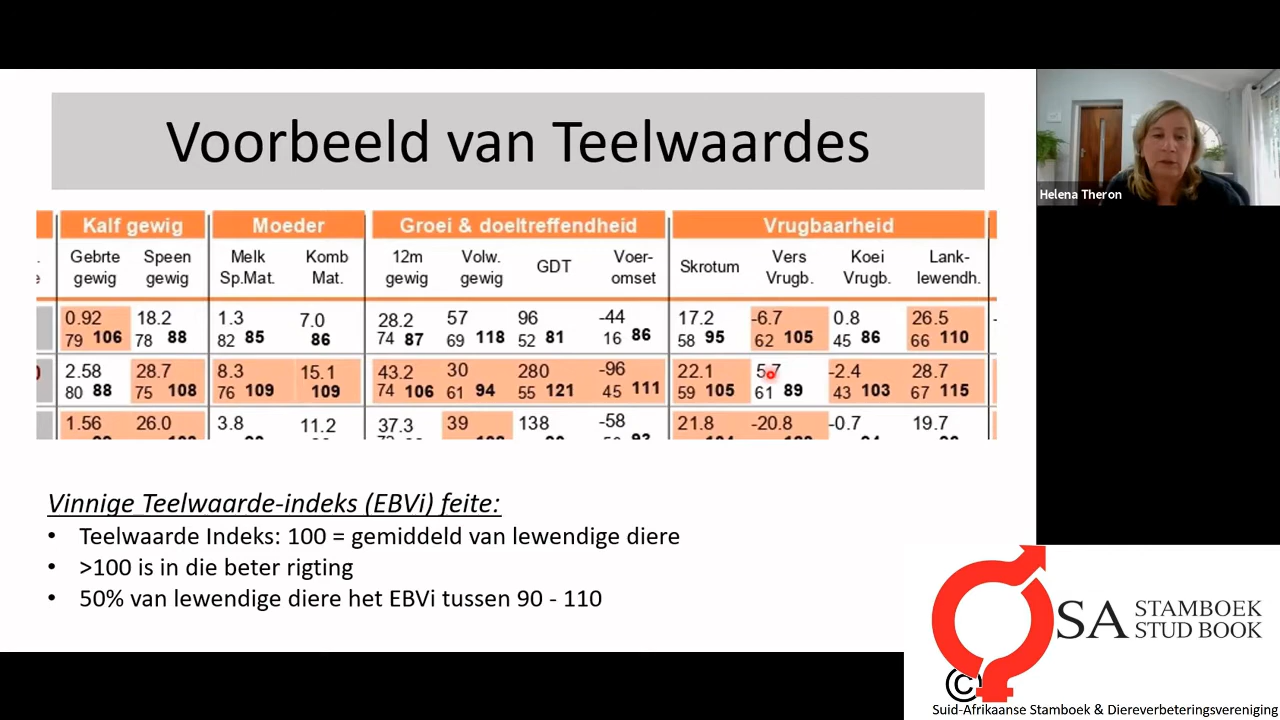 Voorbeeld van Teelwaardes
Kalf gewig Moeder Groei & doeltreffendheid Vrugbaarheid
Gebrte gewig Speen gewig Melk Sp.Mat. Komb Mat. 12m gewig Volw. gewig GDT Voer-omset Skrotum Vers Vrugb. Koei Vrugb. Lank-lewendh.
0.92 18.2 1.3 7.0 28.2 57 96 -44 17.2 -6.7 0.8 26.5
79 106 78 88 82 85 86 74 87 69 118 52 81 16 86 58 95 62 105 45 86 66 110
2.58 28.7 8.3 15.1 43.2 30 280 -96 22.1 -2.4 28.7
80 88 75 108 76 109 109 74 106 61 94 55 121 45 111 59 105 61 89 43 103 67 115
1.56 26.0 3.8 11.2 37.3 39 138 -58 21.8 -20.8 -0.7 19.7
Vinnige Teelwaarde-indeks (EBVi) feite:
• Teelwaarde Indeks: 100 = gemiddeld van lewendige diere
• >100 is in die beter rigting
• 50% van lewendige diere het EBVi tussen 90 - 110
Helena Theron
SA STAMBOEK
STUD BOOK
©
Suid-Afrikaanse Stamboek & Diereverbeteringsvereniging